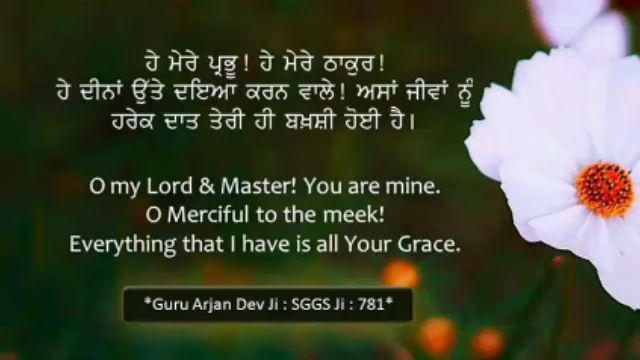 ਹੇ ਮੇਰੇ ਪ੍ਰਭੂ! ਹੇ ਮੇਰੇ ਠਾਕੁਰ!
ਹੇ ਦੀਨਾਂ ਉੱਤੇ ਦਇਆ ਕਰਨ ਵਾਲੇ! ਅਸਾਂ ਜੀਵਾਂ ਨੂੰ
ਹਰੇਕ ਦਾਤ ਤੇਰੀ ਹੀ ਬਖ਼ਸ਼ੀ ਹੋਈ ਹੈ।
O my Lord & Master! You are mine.
O Merciful to the meek!
Everything that I have is all Your Grace.
*Guru Arjan Dev Ji : SGGS Ji : 781*